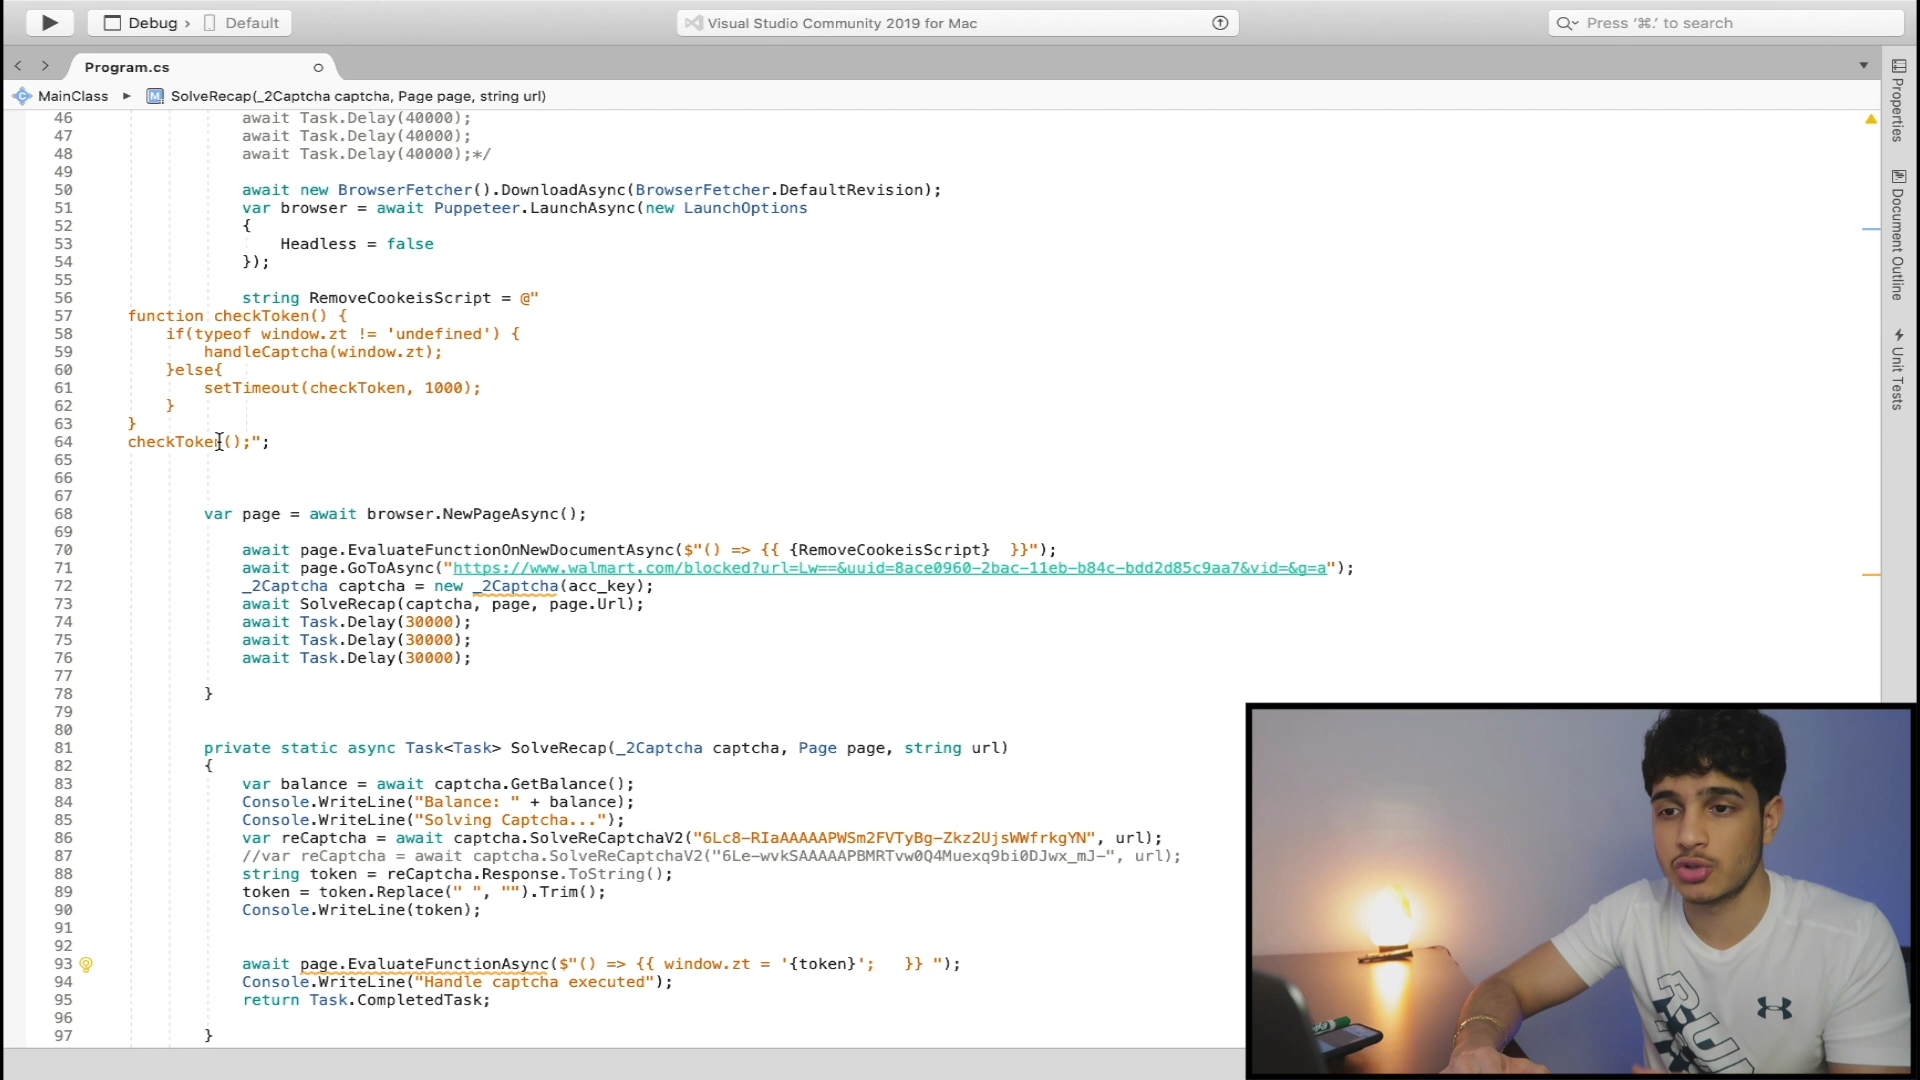 Debug › Default
Visual Studio Community 2019 for Mac
Press '⌘.' to search
Program.cs
MainClass ▸ M SolveRecap(_2Captcha captcha, Page page, string url)
Properties
Document Outline
Unit Tests
46 await Task.Delay(40000);
47 await Task.Delay(40000);
48 await Task.Delay(40000);*/
49
50 await new BrowserFetcher().DownloadAsync(BrowserFetcher.DefaultRevision);
51 var browser = await Puppeteer.LaunchAsync(new LaunchOptions
52 {
53 Headless = false
54 });
55
56 string RemoveCookeisScript = @"
57 function checkToken() {
58 if(typeof window.zt != 'undefined') {
59 handleCaptcha(window.zt);
60 }else{
61 setTimeout(checkToken, 1000);
62 }
63 }
64 checkToken();";
65
66
67
68 var page = await browser.NewPageAsync();
69
70 await page.EvaluateFunctionOnNewDocumentAsync($"() => {{ {RemoveCookeisScript} }}");
71 await page.GoToAsync("https://www.walmart.com/blocked?url=Lw==&uuid=8ace0960-2bac-11eb-b84c-bdd2d85c9aa7&vid=&g=a");
72 _2Captcha captcha = new _2Captcha(acc_key);
73 await SolveRecap(captcha, page, page.Url);
74 await Task.Delay(30000);
75 await Task.Delay(30000);
76 await Task.Delay(30000);
77
78 }
79
80
81 private static async Task<Task> SolveRecap(_2Captcha captcha, Page page, string url)
82 {
83 var balance = await captcha.GetBalance();
84 Console.WriteLine("Balance: " + balance);
85 Console.WriteLine("Solving Captcha...");
86 var reCaptcha = await captcha.SolveReCaptchaV2("6Lc8-RIaAAAAAPWSm2FVTyBg-Zkz2UjsWWfrkgYN", url);
87 //var reCaptcha = await captcha.SolveReCaptchaV2("6Le-wvkSAAAAAPBMRTvw0Q4Muexq9bi0DJwx_mJ-", url);
88 string token = reCaptcha.Response.ToString();
89 token = token.Replace(" ", "").Trim();
90 Console.WriteLine(token);
91
92
93 await page.EvaluateFunctionAsync($"() => {{ window.zt = '{token}'; }} ");
94 Console.WriteLine("Handle captcha executed");
95 return Task.CompletedTask;
96
97 }